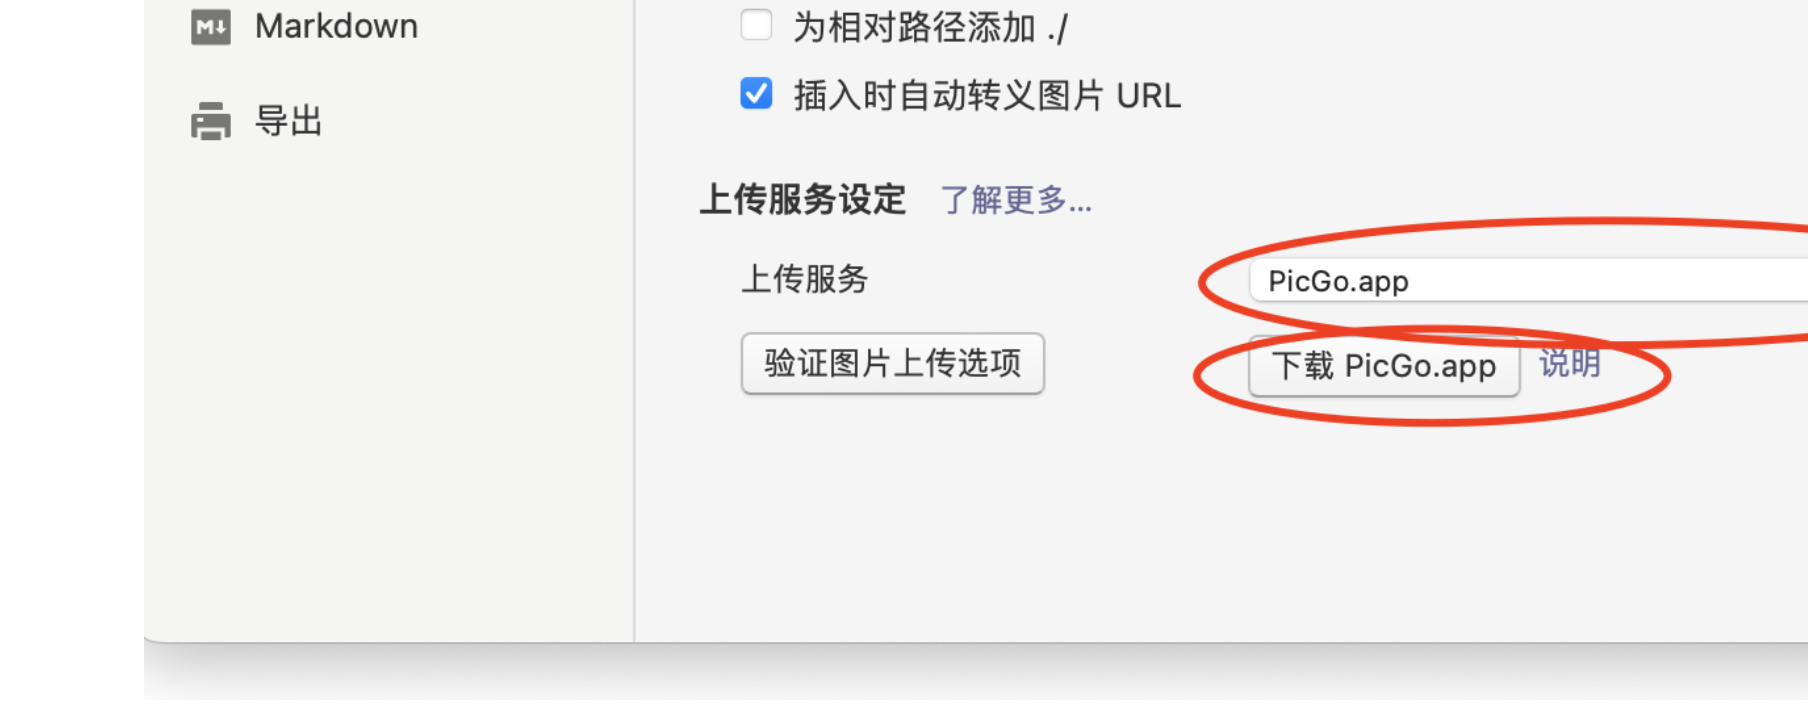 Markdown
导出
为相对路径添加 ./
插入时自动转义图片 URL
上传服务设定 了解更多...
上传服务 PicGo.app
验证图片上传选项 下载 PicGo.app 说明